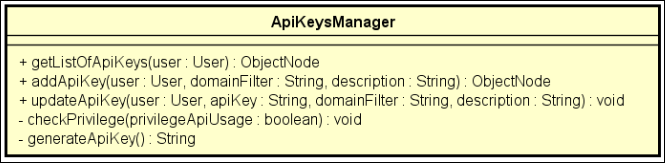 ApiKeysManager
+ getListOfApiKeys(user : User) : ObjectNode
+ addApiKey(user : User, domainFilter : String, description : String) : ObjectNode
+ updateApiKey(user : User, apiKey : String, domainFilter : String, description : String) : void
- checkPrivilege(privilegeApiUsage : boolean) : void
- generateApiKey() : String